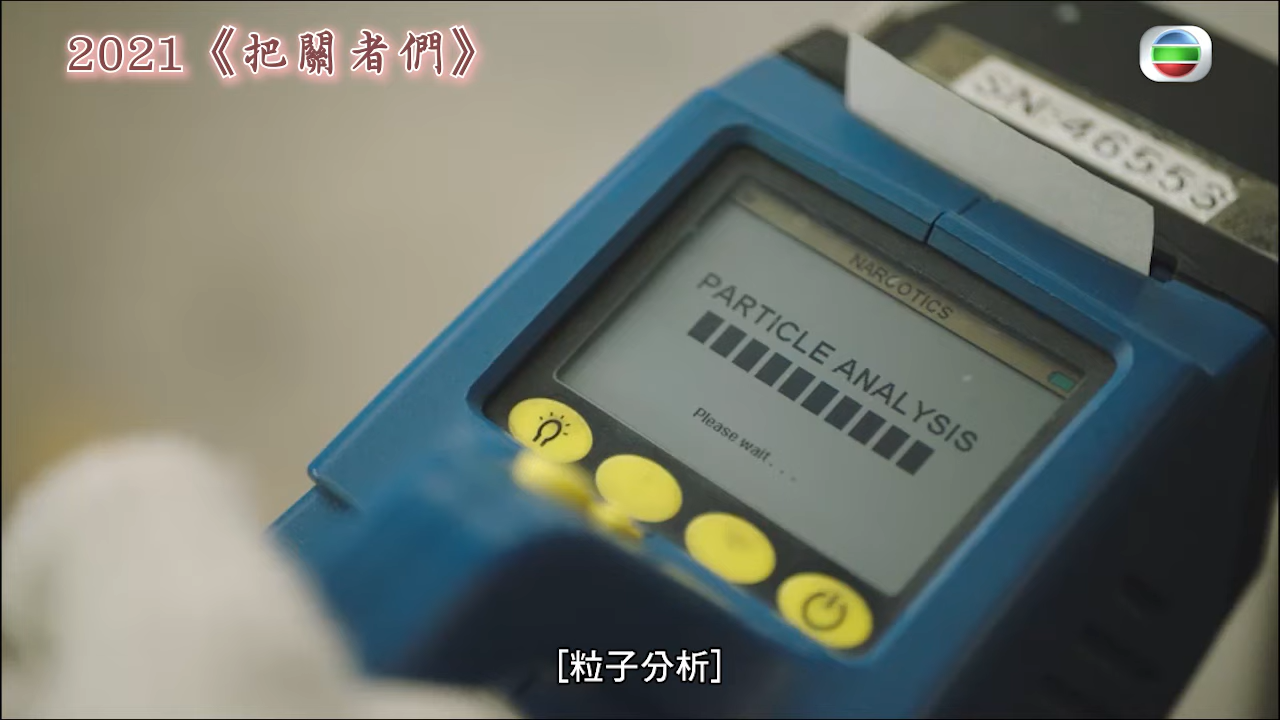 2021《把關者們》
SN:46553
NARCOTICS
PARTICLE ANALYSIS
Please wait...
[粒子分析]